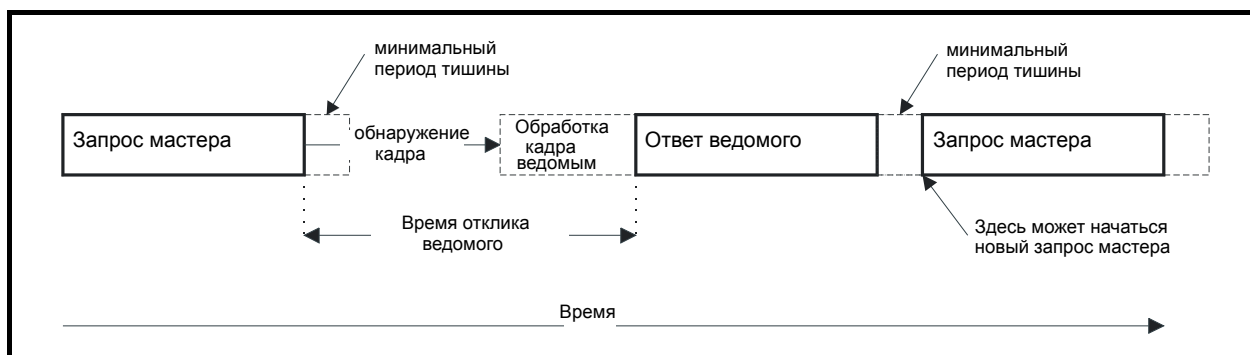 минимальный
период тишины
минимальный
период тишины
Запрос мастера
обнаружение
кадра
Обработка
кадра
ведомым
Ответ ведомого
Запрос мастера
Время отклика
ведомого
Здесь может начаться
новый запрос мастера
Время